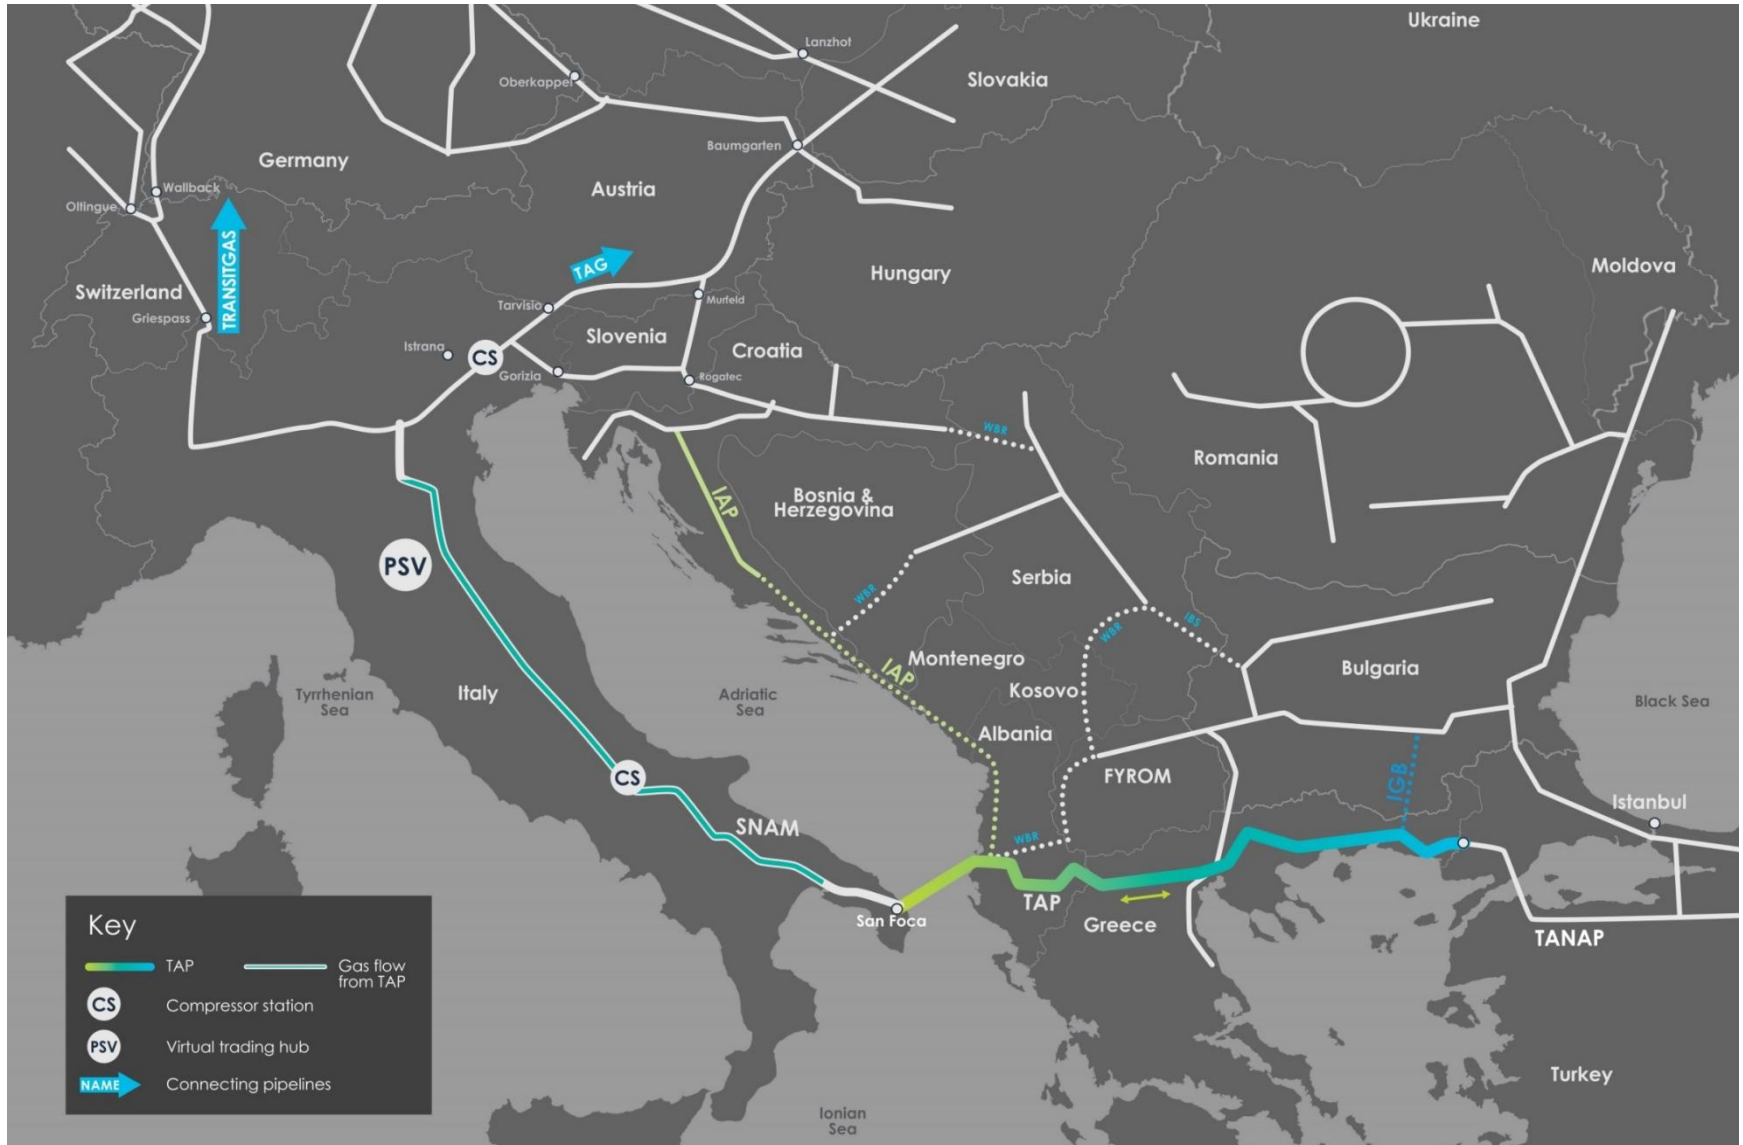 Ukraine
Lanzhot
Slovakia
Oberkappel
Baumgarten
Germany
Austria
Wallback
Oltingue
TRANSITGAS
TAG
Hungary
Moldova
Switzerland
Griespass
Tarvisio
Murfeld
Slovenia
Croatia
Istrana
CS
Gorizia
Rogatec
WBR
Romania
IAP
Bosnia &
Herzegovina
PSV
Serbia
WBR
WBR
IBS
Montenegro
IAP
Kosovo
Bulgaria
Tyrrhenian
Sea
Italy
Adriatic
Sea
Black Sea
Albania
CS
FYROM
IGB
Istanbul
SNAM
WBR
TAP
San Foca
Greece
TANAP
Key
TAP
Gas flow
from TAP
CS
Compressor station
PSV
Virtual trading hub
NAME
Connecting pipelines
Turkey
Ionian
Sea